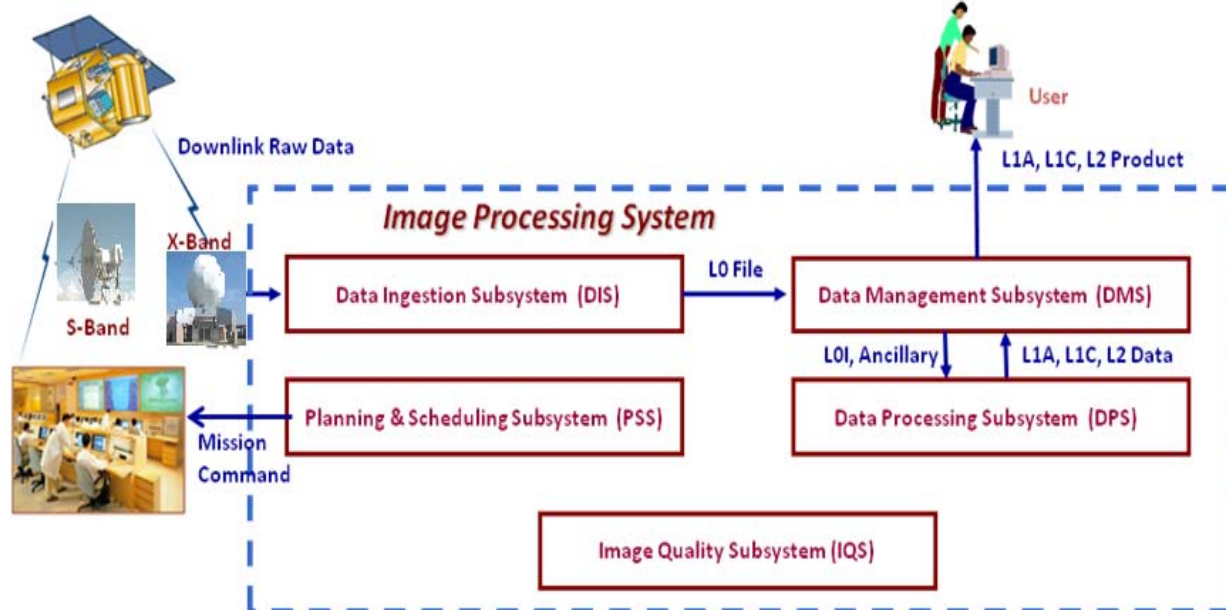 Downlink Raw Data
User
L1A, L1C, L2 Product
Image Processing System
X-Band
S-Band
Data Ingestion Subsystem (DIS)
L0 File
Data Management Subsystem (DMS)
L0I, Ancillary
L1A, L1C, L2 Data
Planning & Scheduling Subsystem (PSS)
Data Processing Subsystem (DPS)
Mission
Command
Image Quality Subsystem (IQS)